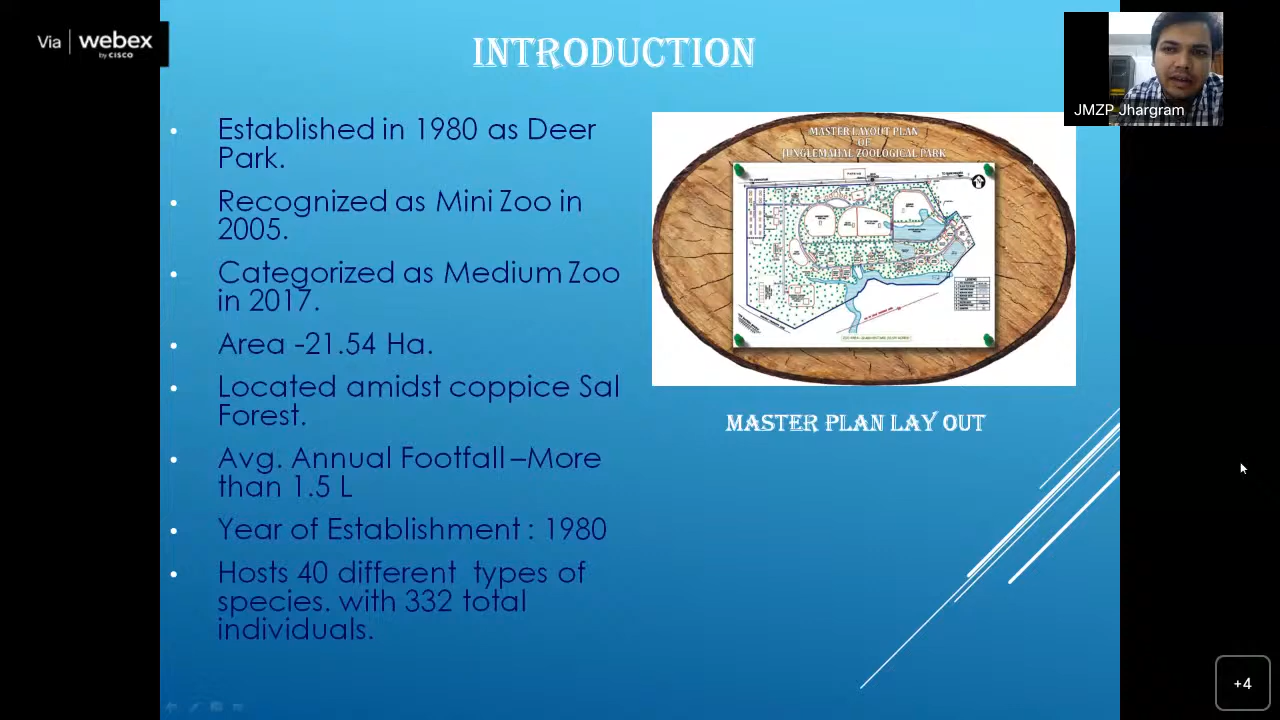 Via | webex
by CISCO
INTRODUCTION
JMZP Jhargram
• Established in 1980 as Deer
Park.
• Recognized as Mini Zoo in
2005.
• Categorized as Medium Zoo
in 2017.
• Area -21.54 Ha.
• Located amidst coppice Sal
Forest.
• Avg. Annual Footfall –More
than 1.5 L
• Year of Establishment : 1980
• Hosts 40 different types of
species. with 332 total
individuals.
MASTER LAYOUT PLAN
OF
JUNGLEMAHAL ZOOLOGICAL PARK
MASTER PLAN LAY OUT
+4